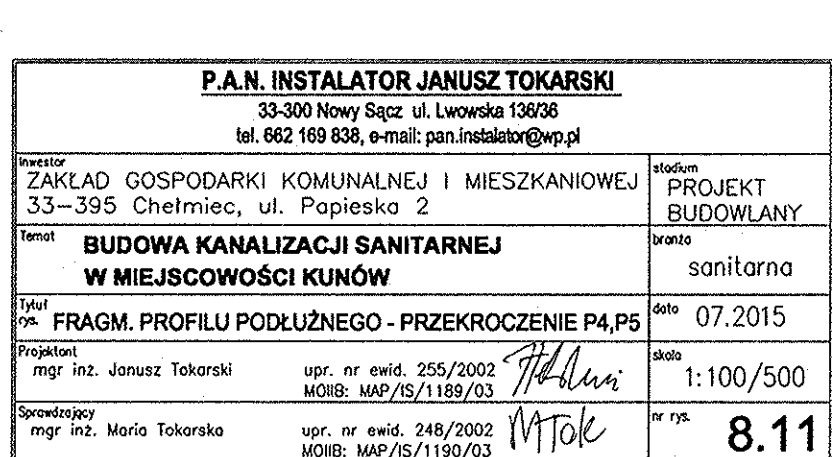 P.A.N. INSTALATOR JANUSZ TOKARSKI
33-300 Nowy Sącz ul. Lwowska 136/36
tel. 662 169 838, e-mail: pan.instalator@wp.pl
Inwestor
ZAKŁAD GOSPODARKI KOMUNALNEJ I MIESZKANIOWEJ
33-395 Chełmiec, ul. Papieska 2
stadium
PROJEKT
BUDOWLANY
Temat
BUDOWA KANALIZACJI SANITARNEJ
W MIEJSCOWOŚCI KUNÓW
branża
sanitarna
Tytuł
rys.
FRAGM. PROFILU PODŁUŻNEGO - PRZEKROCZENIE P4,P5
data 07.2015
Projektant
mgr inż. Janusz Tokarski
upr. nr ewid. 255/2002
MOIIB: MAP/IS/1189/03
skala
1:100/500
Sprawdzający
mgr inż. Maria Tokarska
upr. nr ewid. 248/2002
MOIIB: MAP/IS/1190/03
MTok
nr rys.
8.11